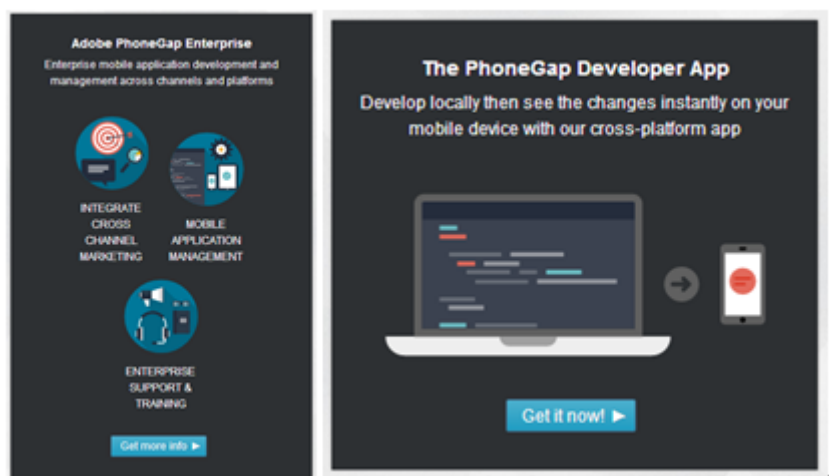 Adobe PhoneGap Enterprise
Enterprise mobile application development and
management across channels and platforms
INTEGRATE
CROSS
CHANNEL
MARKETING
MOBILE
APPLICATION
MANAGEMENT
ENTERPRISE
SUPPORT &
TRAINING
Get more info
The PhoneGap Developer App
Develop locally then see the changes instantly on your
mobile device with our cross-platform app
Get it now!